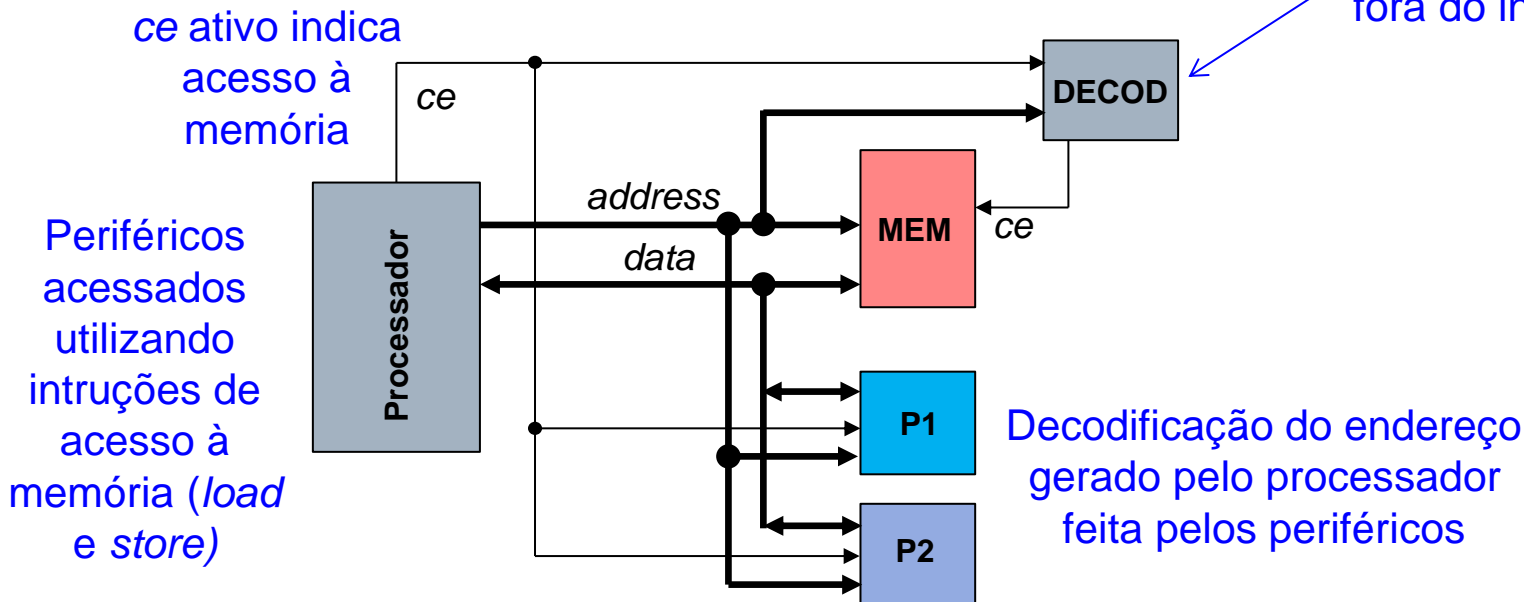 fora do in
ce ativo indica
acesso à
memória
ce
DECOD
Processador
address
data
MEM
ce
Periféricos
acessados
utilizando
intruções de
acesso à
memória (load
e store)
P1
P2
Decodificação do endereço
gerado pelo processador
feita pelos periféricos